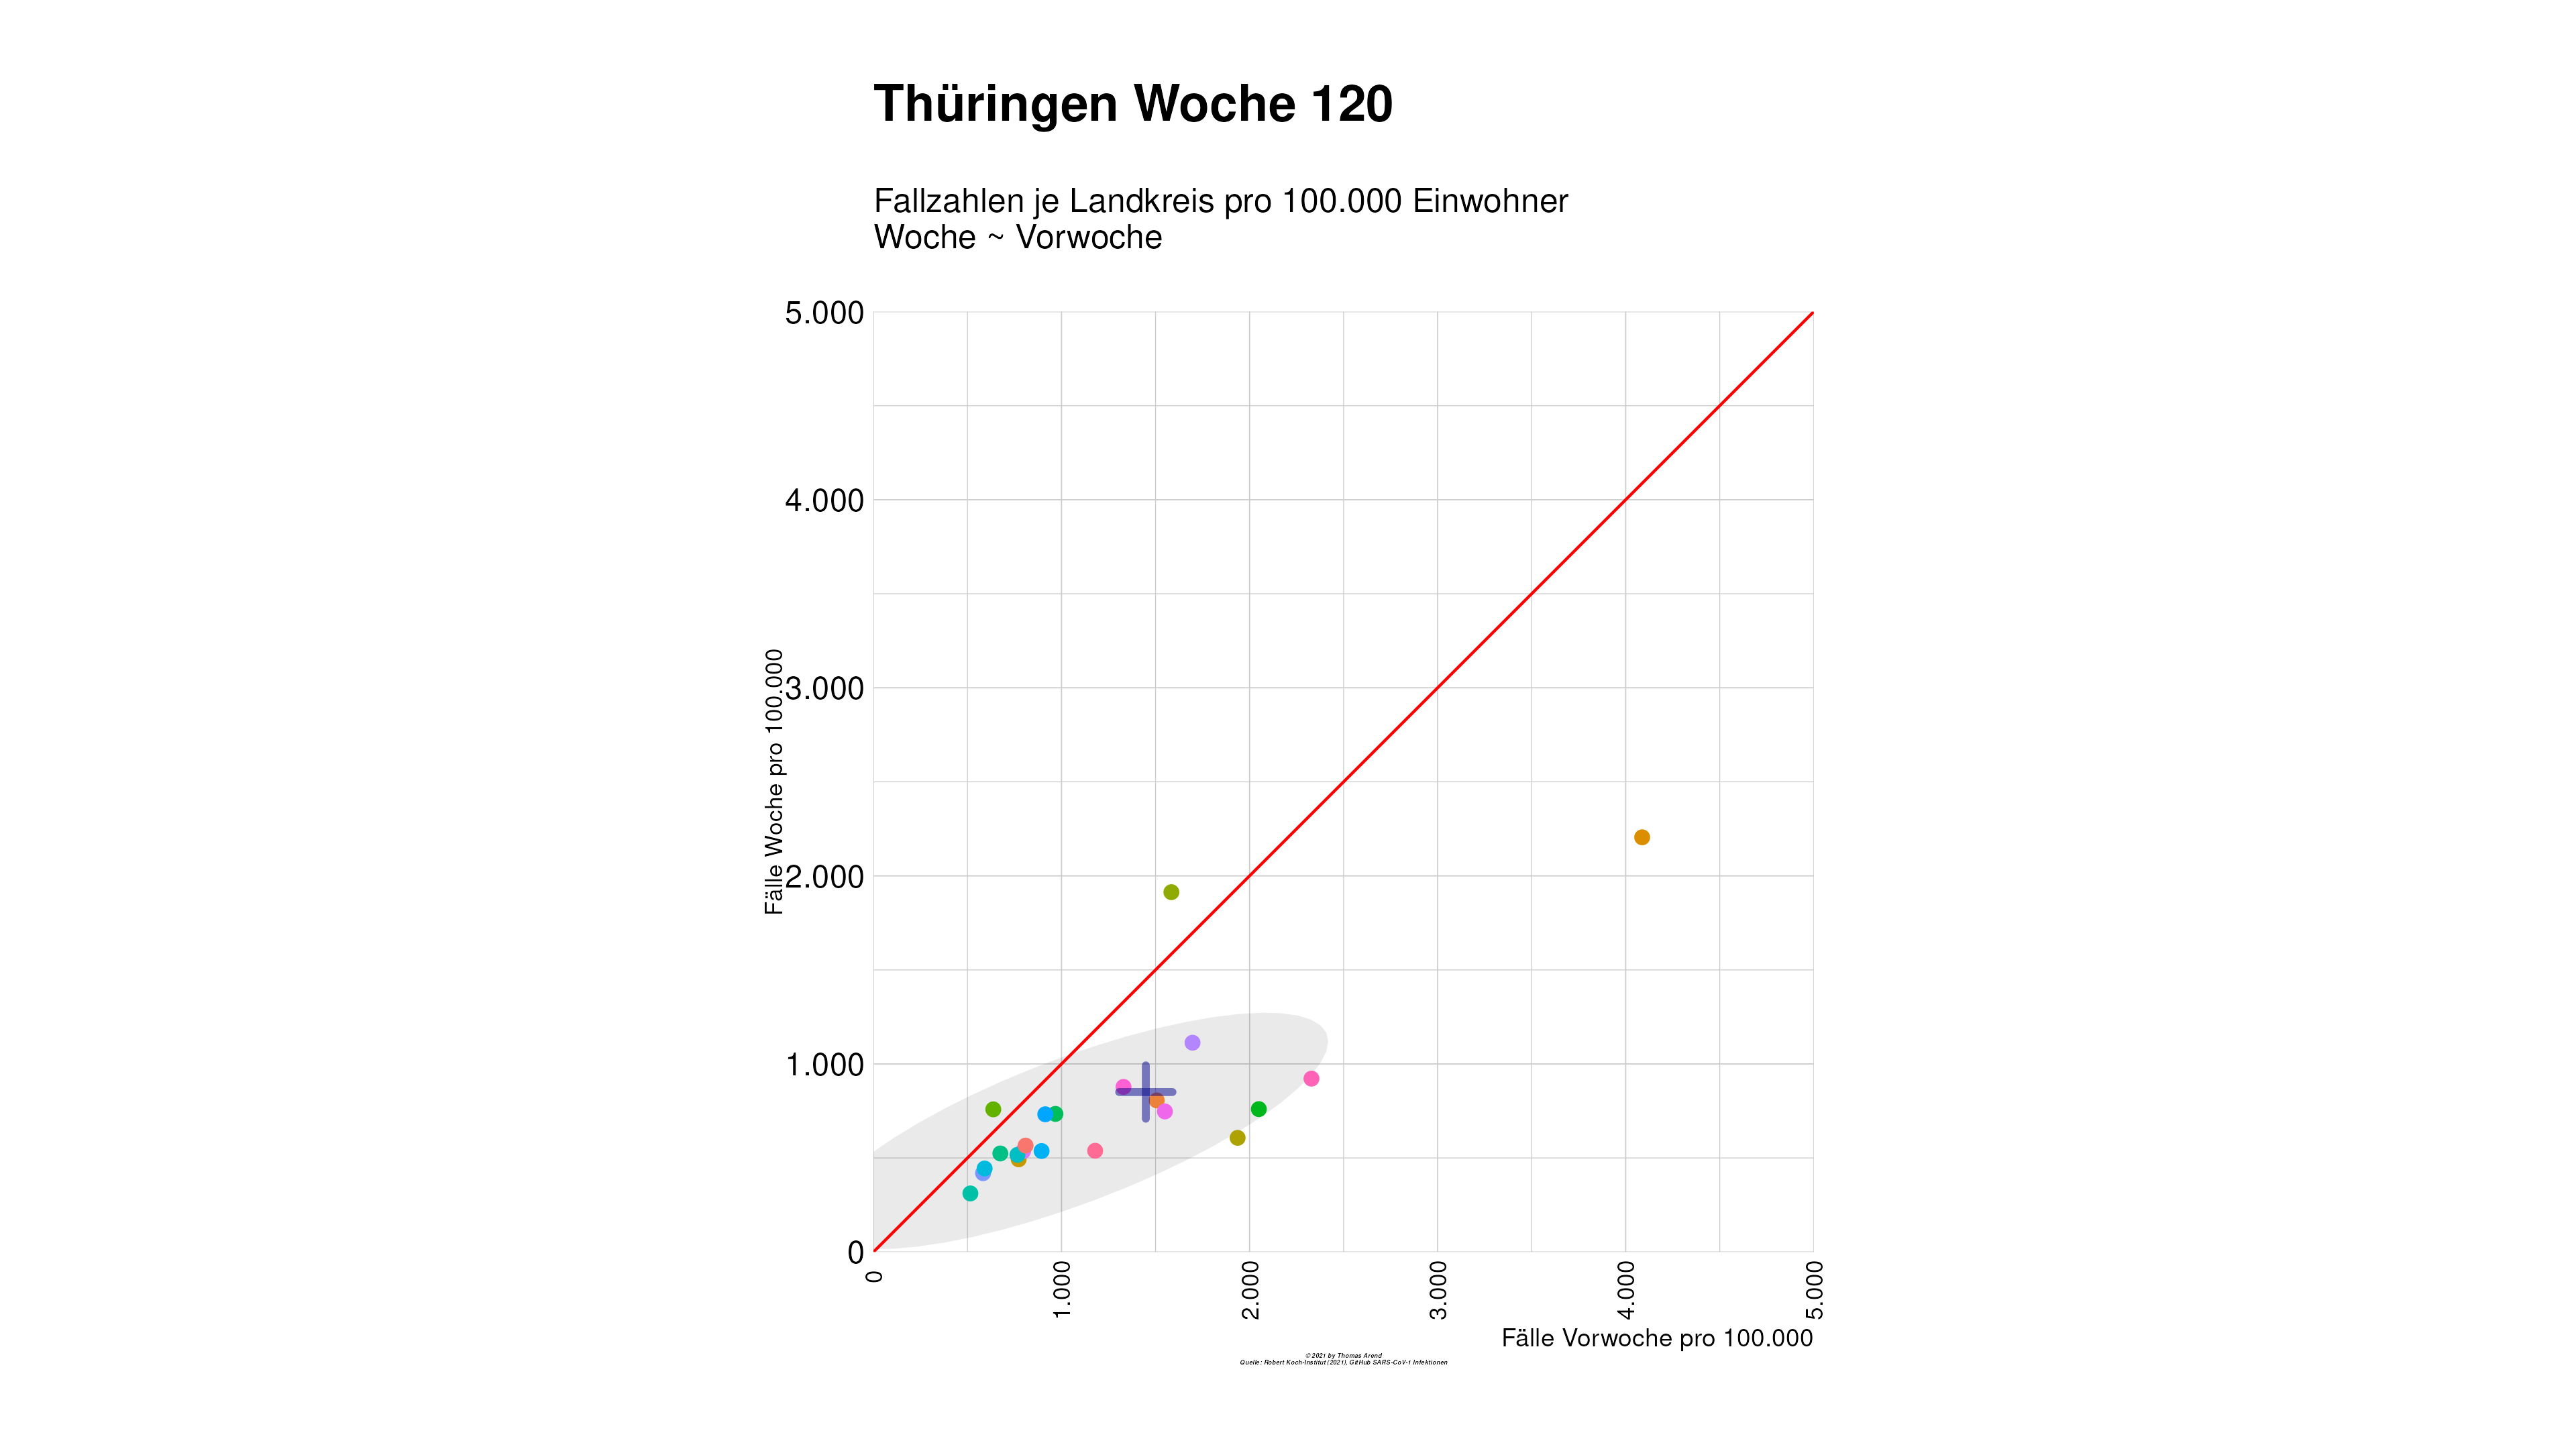 Thüringen Woche 120
Fallzahlen je Landkreis pro 100.000 Einwohner
Woche ~ Vorwoche
5.000
4.000
3.000
2.000
1.000
0
Fälle Woche pro 100.000
0
1.000
2.000
3.000
4.000
5.000
Fälle Vorwoche pro 100.000
© 2021 by Thomas Arend
Quelle: Robert Koch-Institut (2021), GitHub SARS-CoV-1 Infektionen